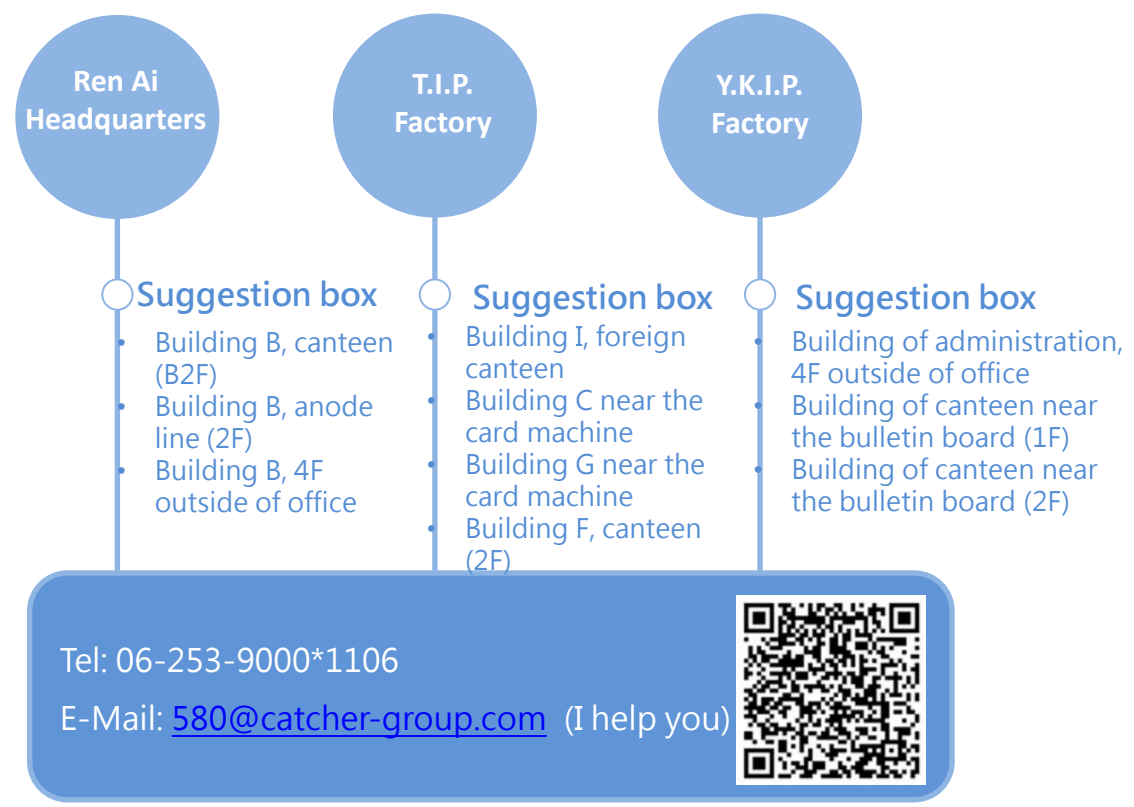 Ren Ai
Headquarters
T.I.P.
Factory
Y.K.I.P.
Factory
Suggestion box
• Building B, canteen
(B2F)
• Building B, anode
line (2F)
• Building B, 4F
outside of office
Suggestion box
• Building I, foreign
canteen
• Building C near the
card machine
• Building G near the
card machine
• Building F, canteen
(2F)
Suggestion box
• Building of administration,
4F outside of office
• Building of canteen near
the bulletin board (1F)
• Building of canteen near
the bulletin board (2F)
Tel: 06-253-9000*1106
E-Mail: 580@catcher-group.com (I help you)